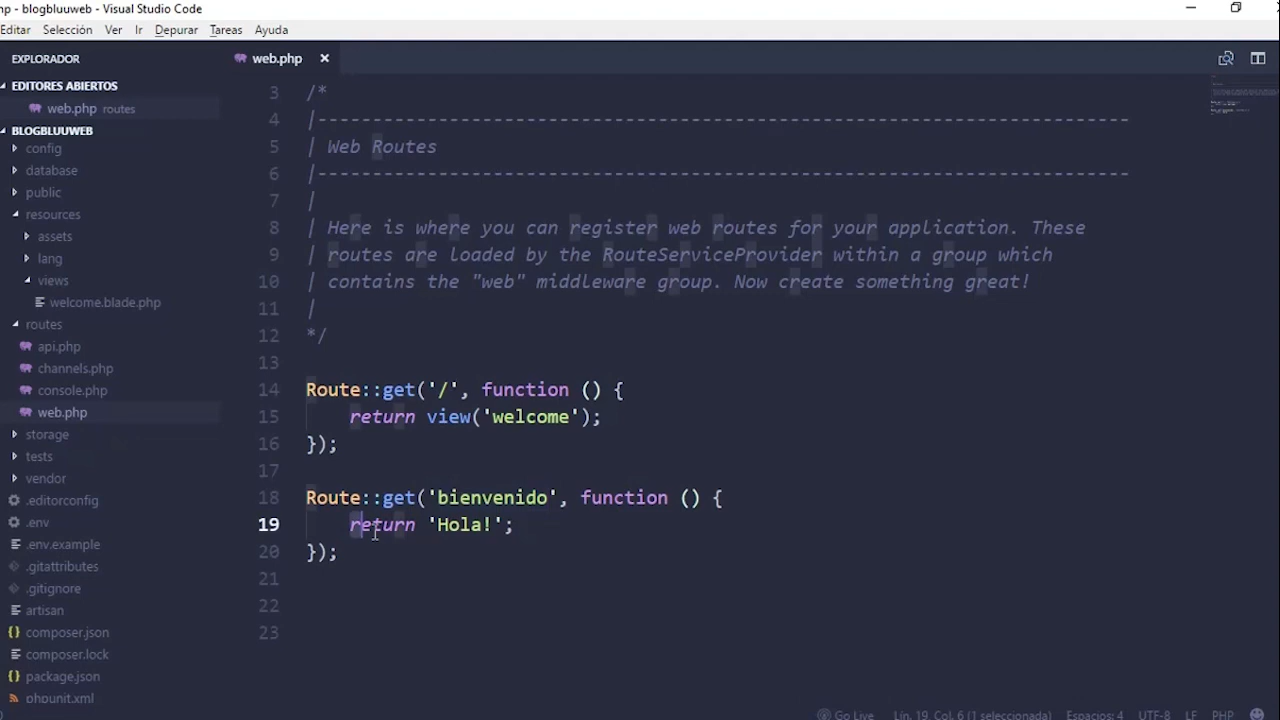 np - blogbluuweb - Visual Studio Code
Editar Selección Ver Ir Depurar Tareas Ayuda
EXPLORADOR
EDITORES ABIERTOS
web.php routes
BLOGBLUUWEB
config
database
public
resources
assets
lang
views
welcome.blade.php
routes
api.php
channels.php
console.php
web.php
storage
tests
vendor
.editorconfig
.env
.env.example
.gitattributes
.gitignore
artisan
composer.json
composer.lock
package.json
phpunit.xml
web.php
3 /*
4 |--------------------------------------------------------------------------
5 | Web Routes
6 |--------------------------------------------------------------------------
7 |
8 | Here is where you can register web routes for your application. These
9 | routes are loaded by the RouteServiceProvider within a group which
10 | contains the "web" middleware group. Now create something great!
11 |
12 */
13
14 Route::get('/', function () {
15 return view('welcome');
16 });
17
18 Route::get('bienvenido', function () {
19 return 'Hola!';
20 });
21
22
23
Go Live Lín. 19, Col. 6 (1 seleccionada) Espacios: 4 UTF-8 LF PHP